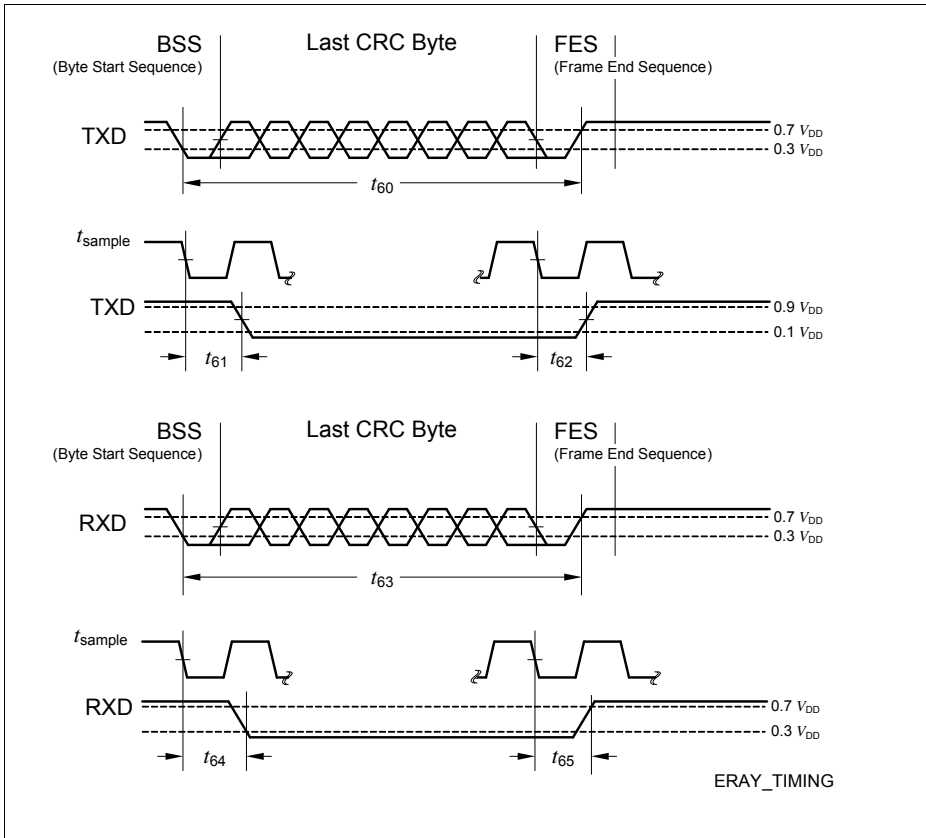 BSS Last CRC Byte FES
(Byte Start Sequence) (Frame End Sequence)
TXD 0.7 VDD
0.3 VDD
t60
tsample
TXD 0.9 VDD
0.1 VDD
t61 t62
BSS Last CRC Byte FES
(Byte Start Sequence) (Frame End Sequence)
RXD 0.7 VDD
0.3 VDD
t63
tsample
RXD 0.7 VDD
0.3 VDD
t64 t65
ERAY_TIMING